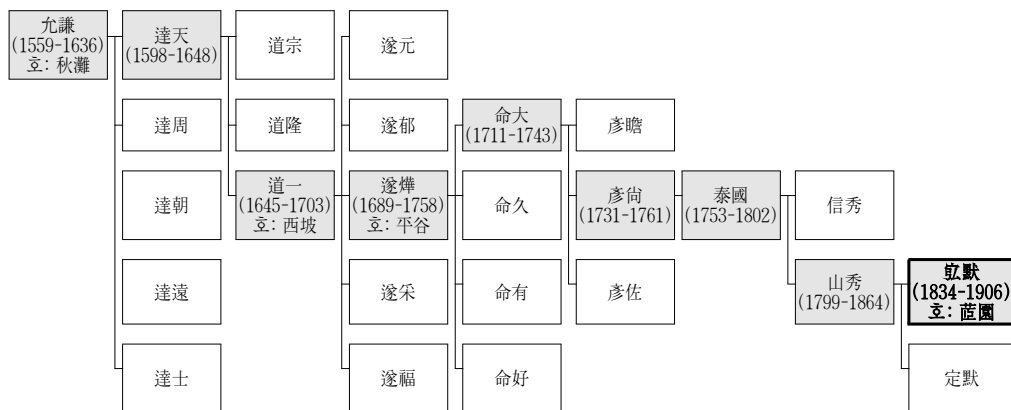 允謙
(1559-1636)
호: 秋灘
達天
(1598-1648)
道宗
遂元
達周
道隆
遂郁
命大
(1711-1743)
彥瞻
達朝
道一
(1645-1703)
호: 西坡
遂燁
(1689-1758)
호: 平谷
命久
彥尙
(1731-1761)
泰國
(1753-1802)
信秀
達遠
遂采
命有
彥佐
山秀
(1799-1864)
宖默
(1834-1906)
호: 茝園
達士
遂福
命好
定默